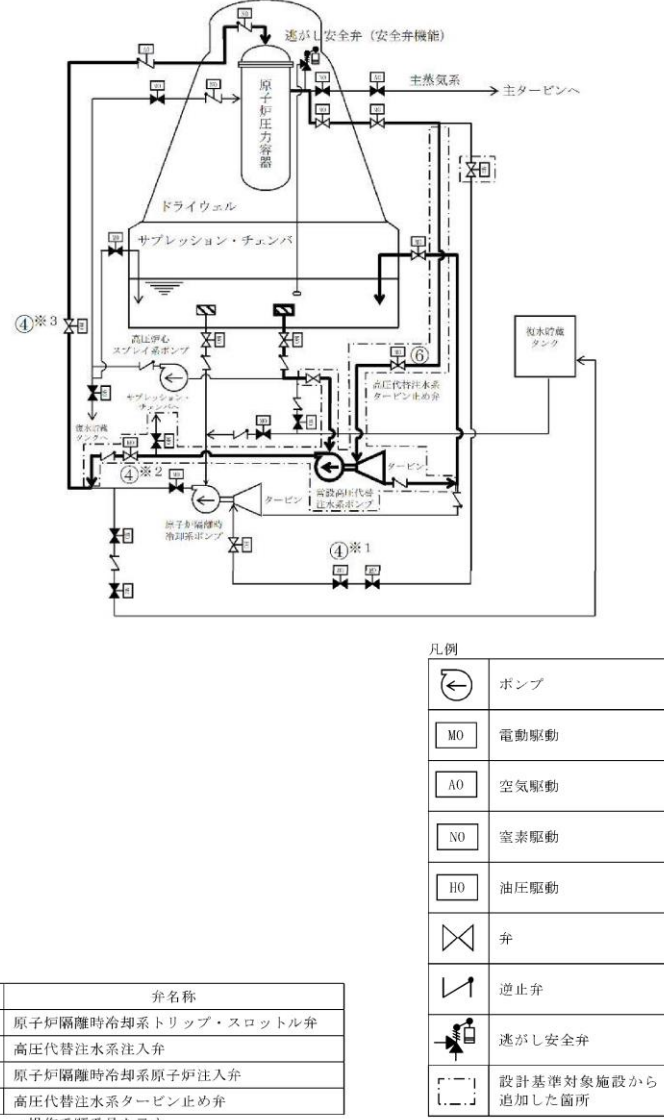 逃がし安全弁（安全弁機能）
原子炉圧力容器
主蒸気系
主タービンへ
ドライウェル
サプレッション・チェンバ
④※3
高圧炉心
スプレイ系ポンプ
⑥
高圧代替注水系
タービン止め弁
復水貯蔵
タンク
サプレッション・
チェンバへ
復水貯蔵
タンクへ
④※2
タービン
常設高圧代替
注水系ポンプ
タービン
原子炉隔離時
冷却系ポンプ
④※1
凡例
ポンプ
MO 電動駆動
AO 空気駆動
NO 窒素駆動
HO 油圧駆動
弁
逆止弁
逃がし安全弁
設計基準対象施設から
追加した箇所
弁名称
原子炉隔離時冷却系トリップ・スロットル弁
高圧代替注水系注入弁
原子炉隔離時冷却系原子炉注入弁
高圧代替注水系タービン止め弁